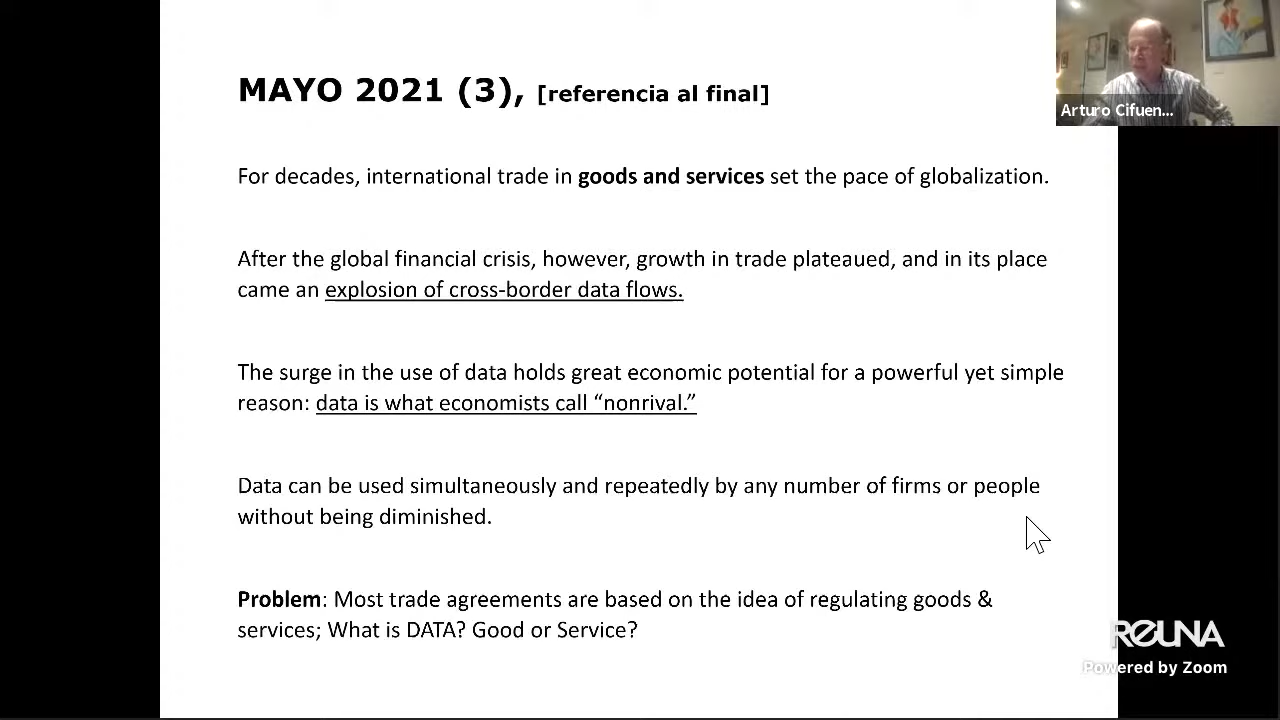 MAYO 2021 (3), [referencia al final]
Arturo Cifuen...
For decades, international trade in goods and services set the pace of globalization.
After the global financial crisis, however, growth in trade plateaued, and in its place
came an explosion of cross-border data flows.
The surge in the use of data holds great economic potential for a powerful yet simple
reason: data is what economists call “nonrival.”
Data can be used simultaneously and repeatedly by any number of firms or people
without being diminished.
Problem: Most trade agreements are based on the idea of regulating goods &
services; What is DATA? Good or Service?
REUNA
Powered by Zoom